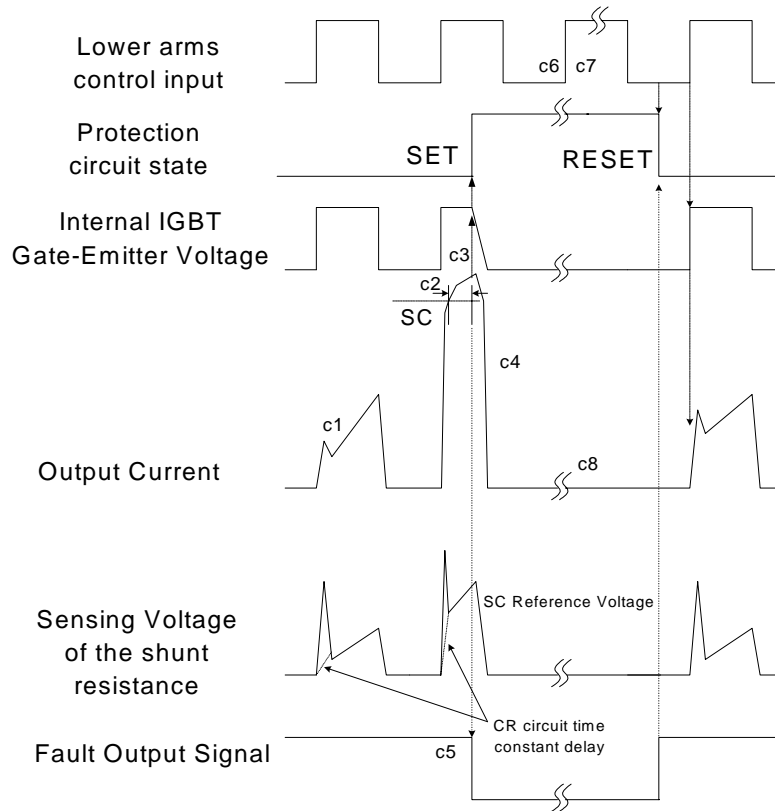 Lower arms
control input
c6 c7
Protection
circuit state
SET
RESET
Internal IGBT
Gate-Emitter Voltage
c3
c2
SC
c4
c1
Output Current
c8
Sensing Voltage
of the shunt
resistance
SC Reference Voltage
CR circuit time
constant delay
Fault Output Signal
c5